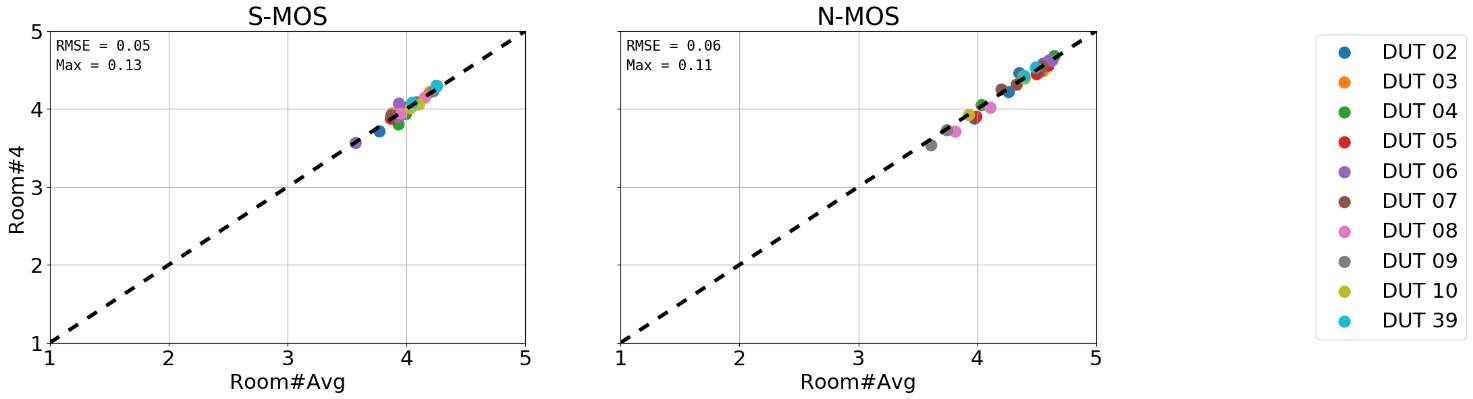 S-MOS
RMSE = 0.05
Max = 0.13
5
4
3
2
1
Room#4
1 2 3 4 5
Room#Avg
N-MOS
RMSE = 0.06
Max = 0.11
1 2 3 4 5
Room#Avg
DUT 02
DUT 03
DUT 04
DUT 05
DUT 06
DUT 07
DUT 08
DUT 09
DUT 10
DUT 39